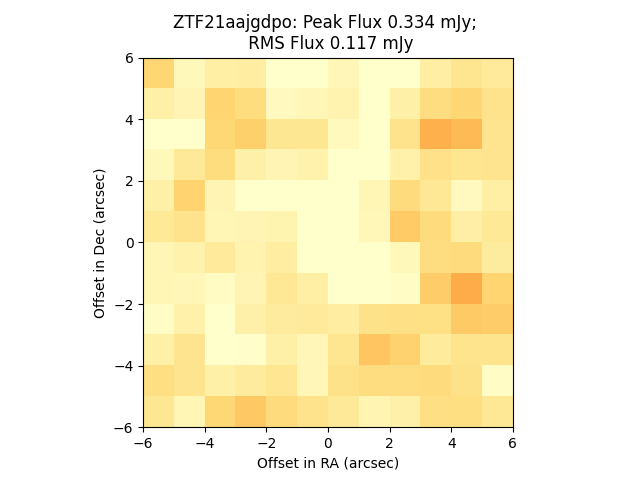 ZTF21aajgdpo: Peak Flux 0.334 mJy;
RMS Flux 0.117 mJy
6
4
2
0
−2
−4
−6
Offset in Dec (arcsec)
−6 −4 −2 0 2 4 6
Offset in RA (arcsec)